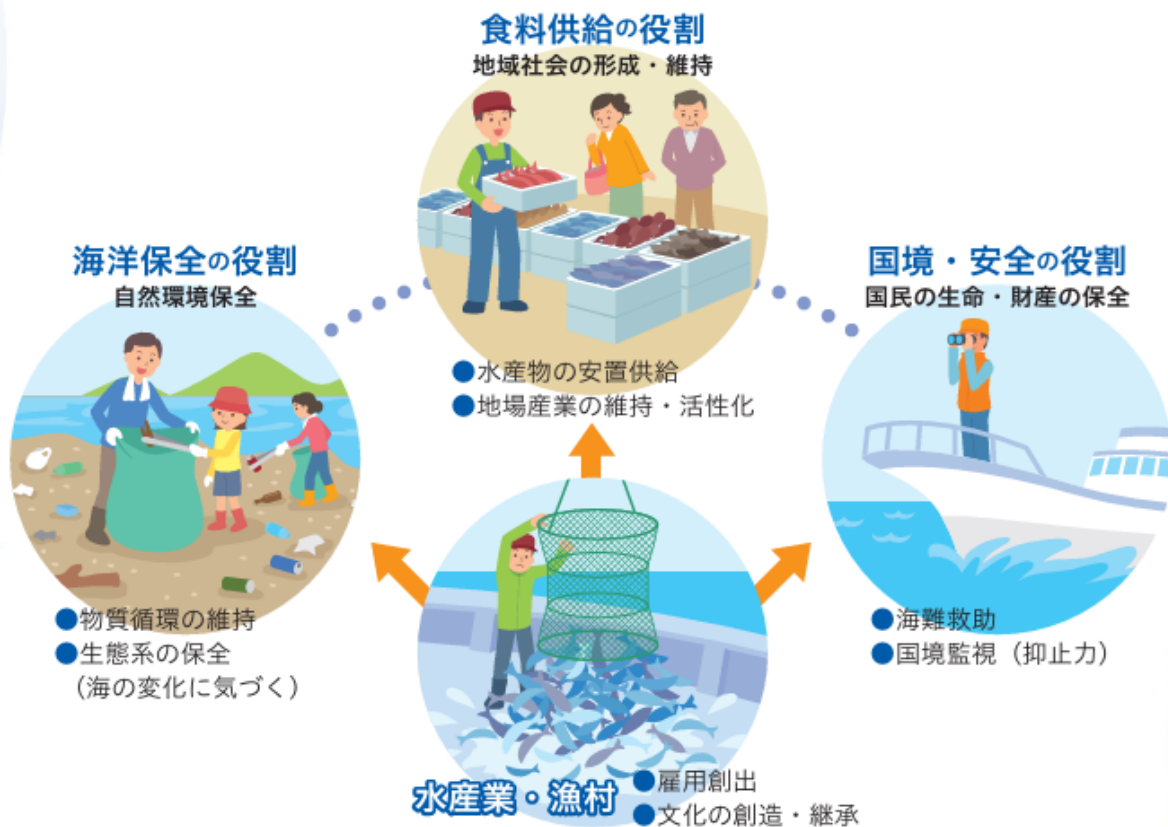 食料供給の役割
地域社会の形成・維持
●水産物の安置供給
●地場産業の維持・活性化
海洋保全の役割
自然環境保全
●物質循環の維持
●生態系の保全
（海の変化に気づく）
国境・安全の役割
国民の生命・財産の保全
●海難救助
●国境監視（抑止力）
水産業・漁村
●雇用創出
●文化の創造・継承